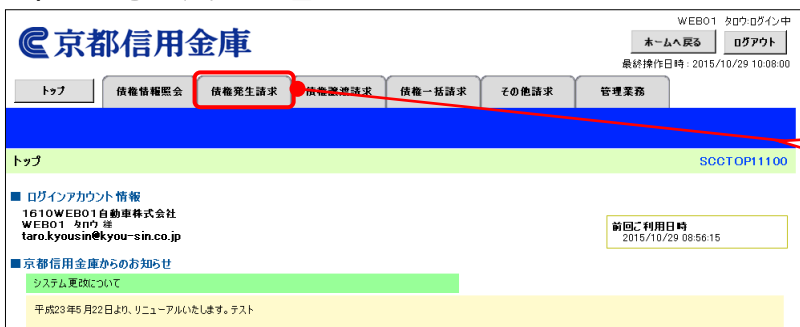 WEB01 タロウ:ログイン中
京都信用金庫
ホームへ戻る ログアウト
最終操作日時：2015/10/29 10:08:00
トップ 債権情報照会 債権発生請求 債権譲渡請求 債権一括請求 その他請求 管理業務
トップ SCCTOP11100
■ ログインアカウント情報
1610WEB01自動車株式会社
WEB01 タロウ 様
taro.kyousin@kyou-sin.co.jp
前回ご利用日時
2015/10/29 08:56:15
■京都信用金庫からのお知らせ
システム更改について
平成23年5月22日より、リニューアルいたします。テスト